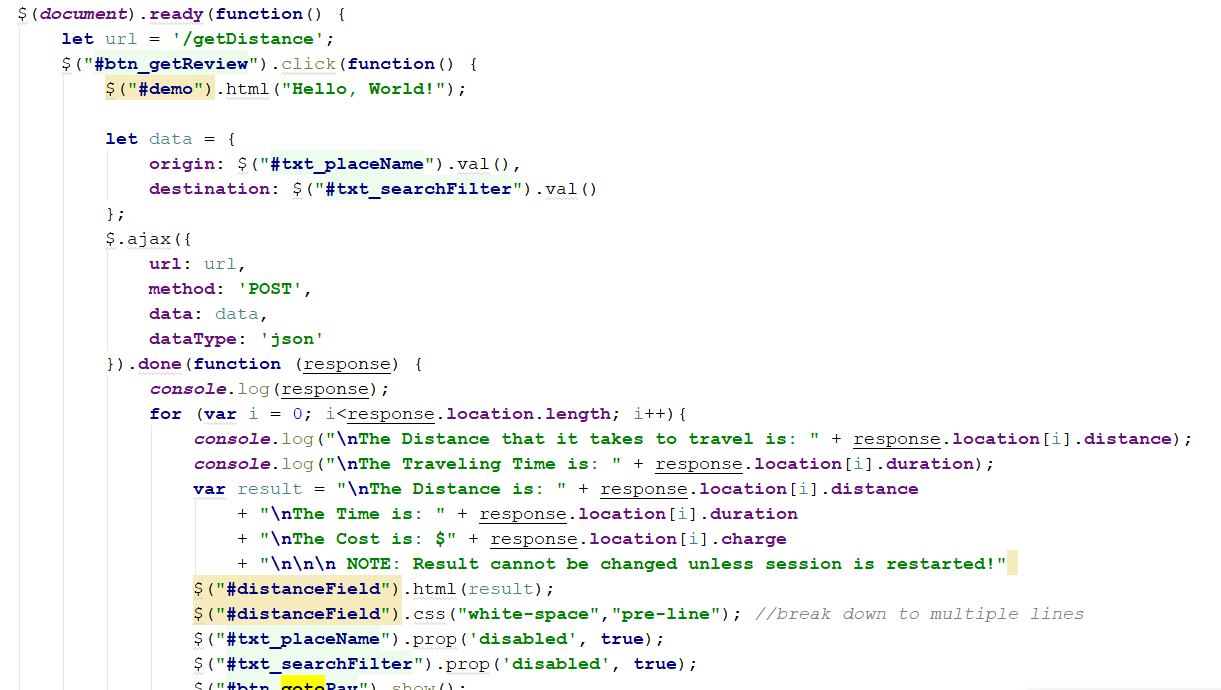 $(document).ready(function() {
    let url = '/getDistance';
    $("#btn_getReview").click(function() {
        $("#demo").html("Hello, World!");
        let data = {
            origin: $("#txt_placeName").val(),
            destination: $("#txt_searchFilter").val()
        };
        $.ajax({
            url: url,
            method: 'POST',
            data: data,
            dataType: 'json'
        }).done(function (response) {
            console.log(response);
            for (var i = 0; i<response.location.length; i++){
                console.log("\nThe Distance that it takes to travel is: " + response.location[i].distance);
                console.log("\nThe Traveling Time is: " + response.location[i].duration);
                var result = "\nThe Distance is: " + response.location[i].distance
                    + "\nThe Time is: " + response.location[i].duration
                    + "\nThe Cost is: $" + response.location[i].charge
                    + "\n\n\n NOTE: Result cannot be changed unless session is restarted!"
                $("#distanceField").html(result);
                $("#distanceField").css("white-space","pre-line"); //break down to multiple lines
                $("#txt_placeName").prop('disabled', true);
                $("#txt_searchFilter").prop('disabled', true);
                $("#btn_gotoPay").show();